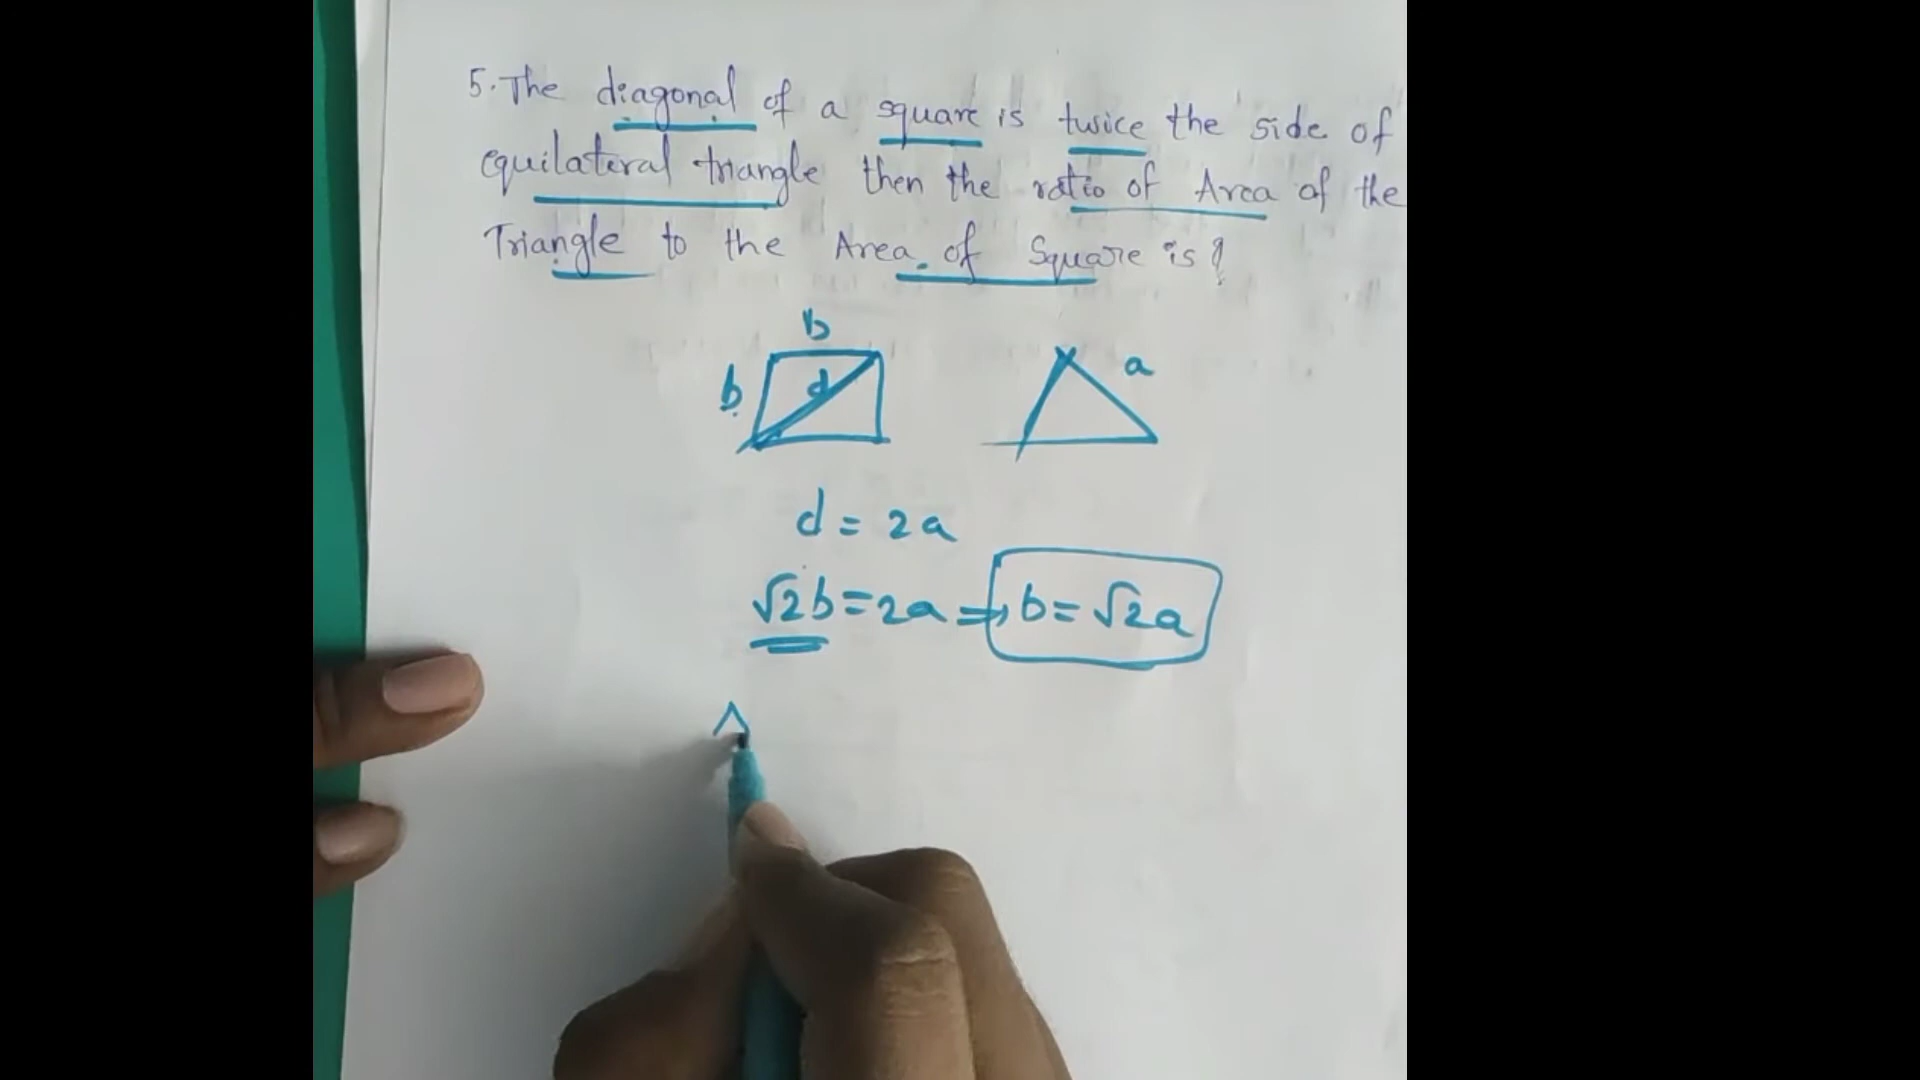 5. The diagonal of a square is twice the side of
equilateral triangle then the ratio of Area of the
Triangle to the Area of Square is?
b
b
d
a
d = 2a
√2b = 2a ⇒ b = √2a